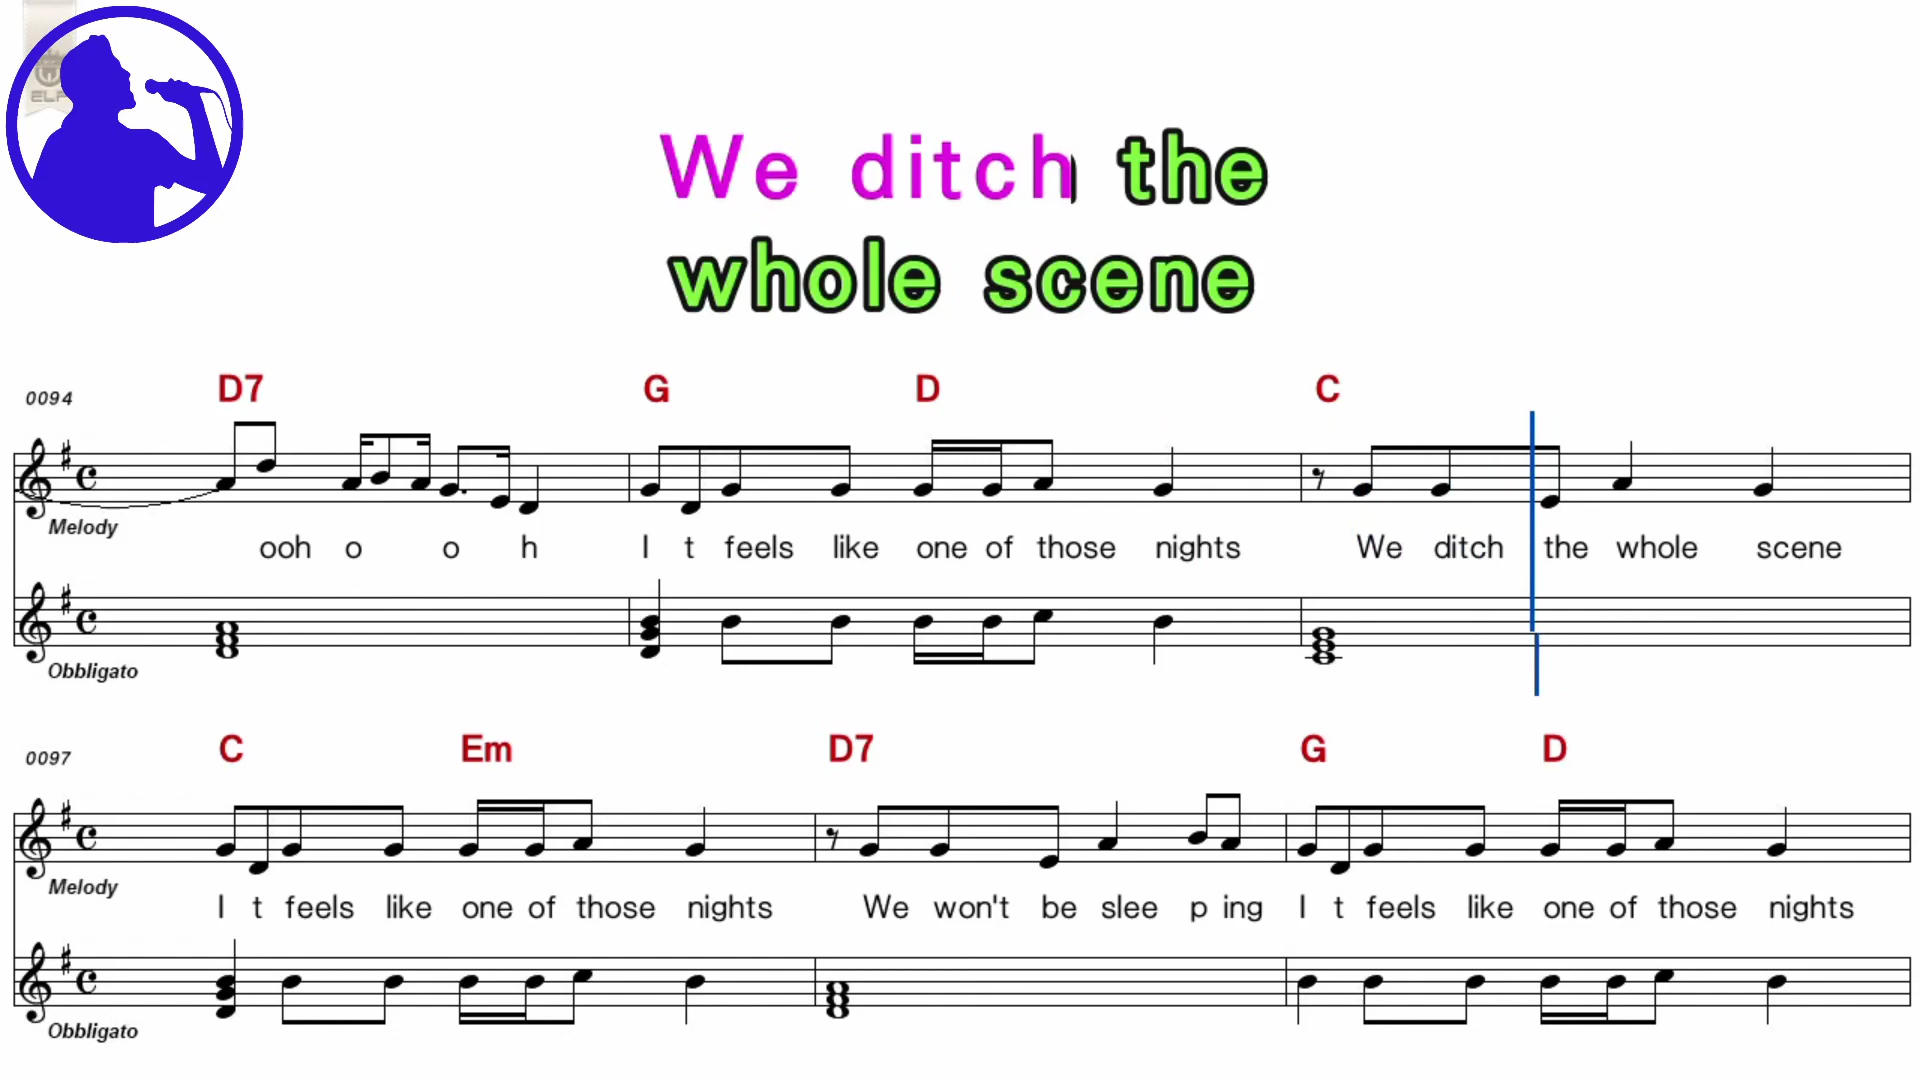 ELF
We ditch the
whole scene
D7 G D C
0094
Melody
ooh o o h I t feels like one of those nights We ditch the whole scene
Obbligato
C Em D7 G D
0097
Melody
I t feels like one of those nights We won't be slee p ing I t feels like one of those nights
Obbligato